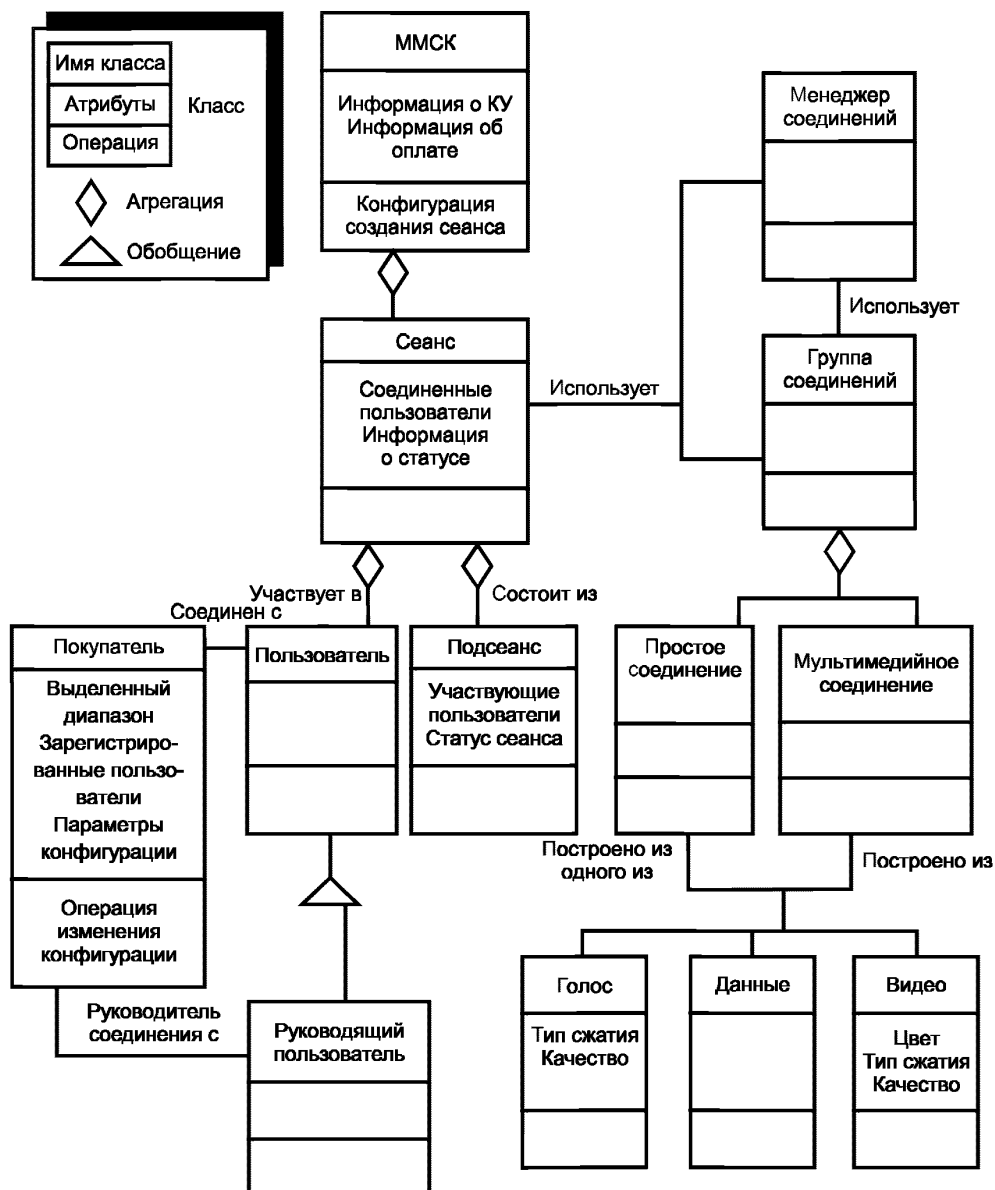 Имя класса
Атрибуты
Операция
Класс
Агрегация
Обобщение
ММСК
Информация о КУ
Информация об
оплате
Конфигурация
создания сеанса
Менеджер
соединений
Использует
Сеанс
Соединенные
пользователи
Информация
о статусе
Использует
Группа
соединений
Участвует в
Состоит из
Соединен с
Покупатель
Выделенный
диапазон
Зарегистриро-
ванные пользо-
ватели
Параметры
конфигурации
Операция
изменения
конфигурации
Пользователь
Подсеанс
Участвующие
пользователи
Статус сеанса
Простое
соединение
Мультимедийное
соединение
Построено из
одного из
Построено из
Руководитель
соединения с
Руководящий
пользователь
Голос
Тип сжатия
Качество
Данные
Видео
Цвет
Тип сжатия
Качество